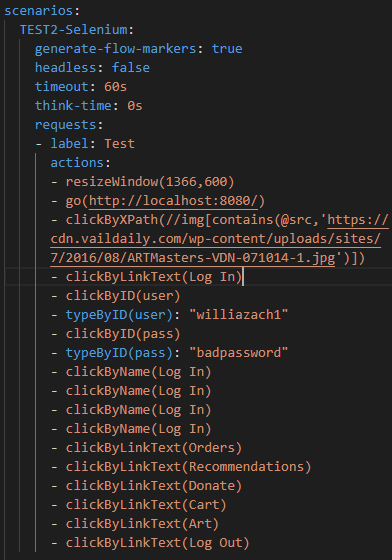 scenarios:
TEST2-Selenium:
generate-flow-markers: true
headless: false
timeout: 60s
think-time: 0s
requests:
- label: Test
actions:
- resizeWindow(1366,600)
- go(http://localhost:8080/)
- clickByXPath(//img[contains(@src,'https://
cdn.vaildaily.com/wp-content/uploads/sites/
7/2016/08/ARTMasters-VDN-071014-1.jpg')])
- clickByLinkText(Log In)
- clickByID(user)
- typeByID(user): "williazach1"
- clickByID(pass)
- typeByID(pass): "badpassword"
- clickByName(Log In)
- clickByName(Log In)
- clickByName(Log In)
- clickByName(Log In)
- clickByLinkText(Orders)
- clickByLinkText(Recommendations)
- clickByLinkText(Donate)
- clickByLinkText(Cart)
- clickByLinkText(Art)
- clickByLinkText(Log Out)